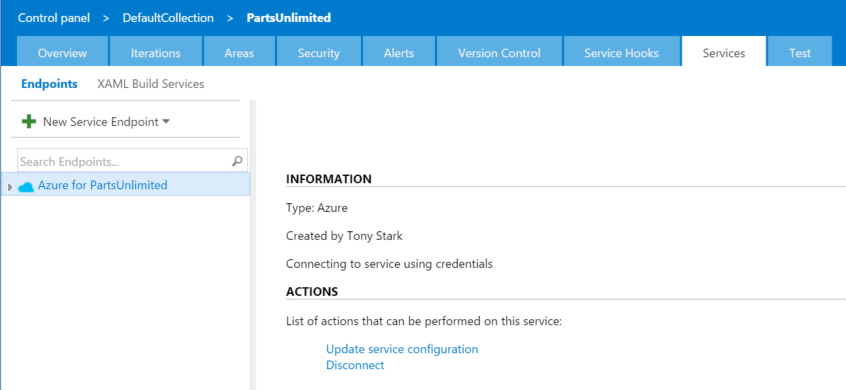 Control panel > DefaultCollection > PartsUnlimited
Overview Iterations Areas Security Alerts Version Control Service Hooks Services Test
Endpoints XAML Build Services
New Service Endpoint
Search Endpoints...
Azure for PartsUnlimited
INFORMATION
Type: Azure
Created by Tony Stark
Connecting to service using credentials
ACTIONS
List of actions that can be performed on this service:
Update service configuration
Disconnect